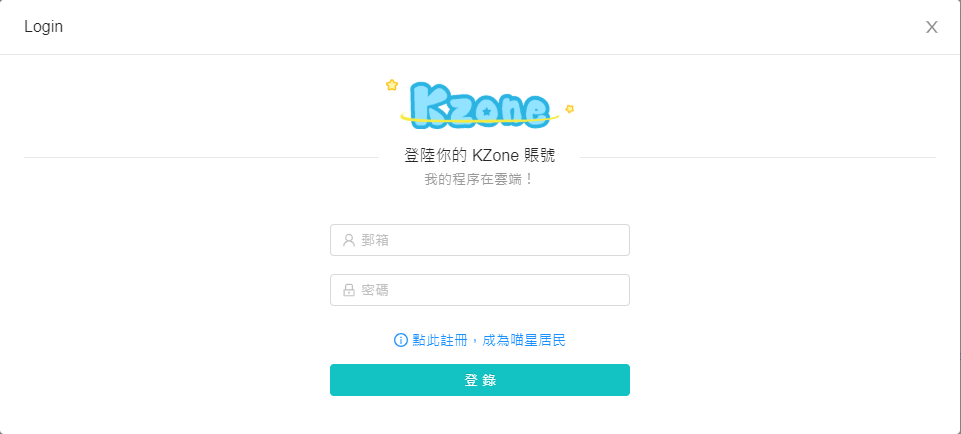 Login
Kzone
登陸你的 KZone 賬號
我的程序在雲端！
郵箱
密碼
點此註冊，成為喵星居民
登 錄